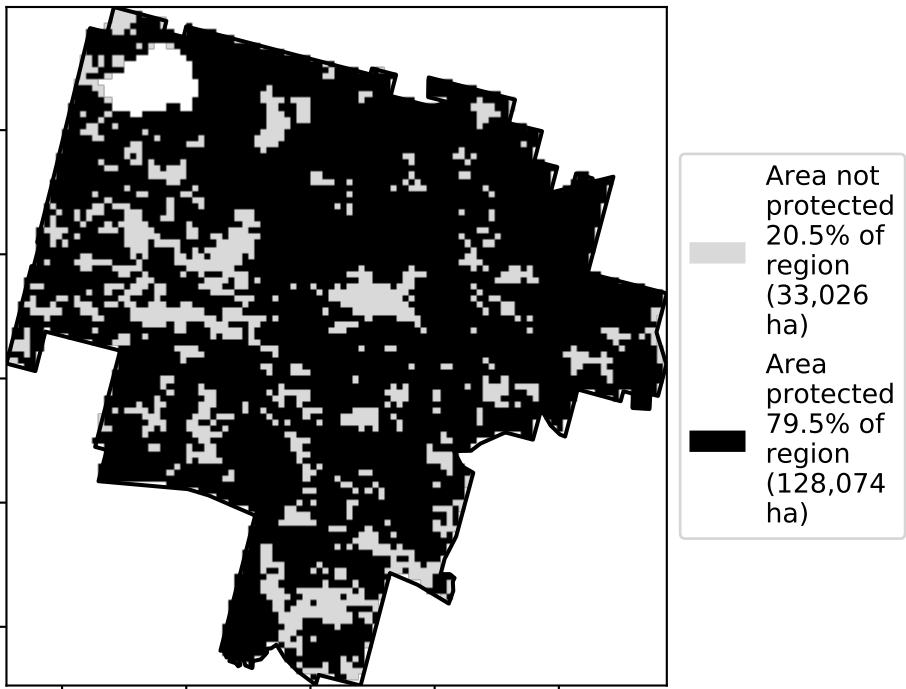 Area not
protected
20.5% of
region
(33,026
ha)
Area
protected
79.5% of
region
(128,074
ha)